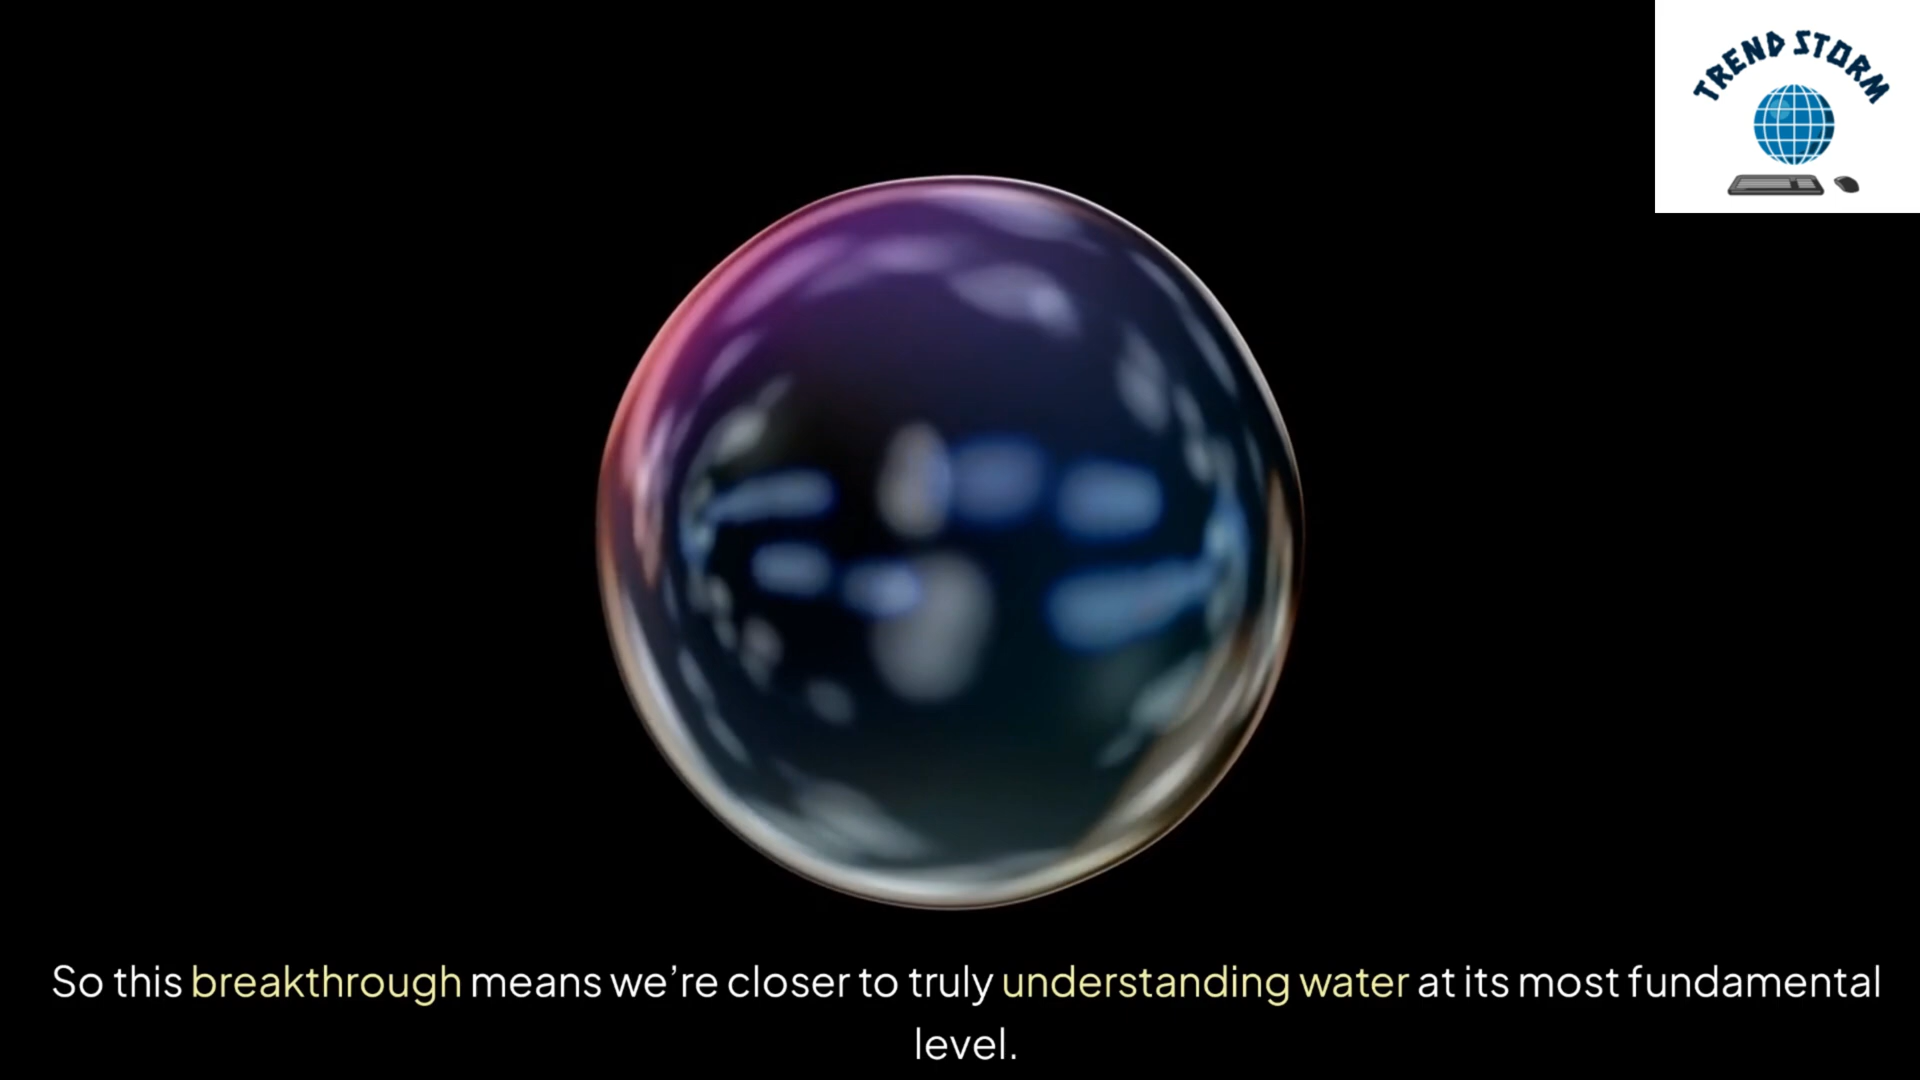 TREND STORM
So this breakthrough means we’re closer to truly understanding water at its most fundamental
level.